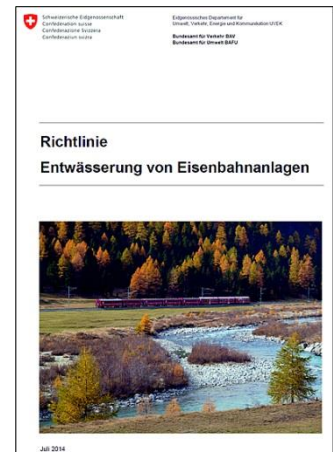 Schweizerische Eidgenossenschaft
Confédération suisse
Confederazione Svizzera
Confederaziun svizra
Eidgenössisches Departement für
Umwelt, Verkehr, Energie und Kommunikation UVEK
Bundesamt für Verkehr BAV
Bundesamt für Umwelt BAFU
Richtlinie
Entwässerung von Eisenbahnanlagen
Juli 2014